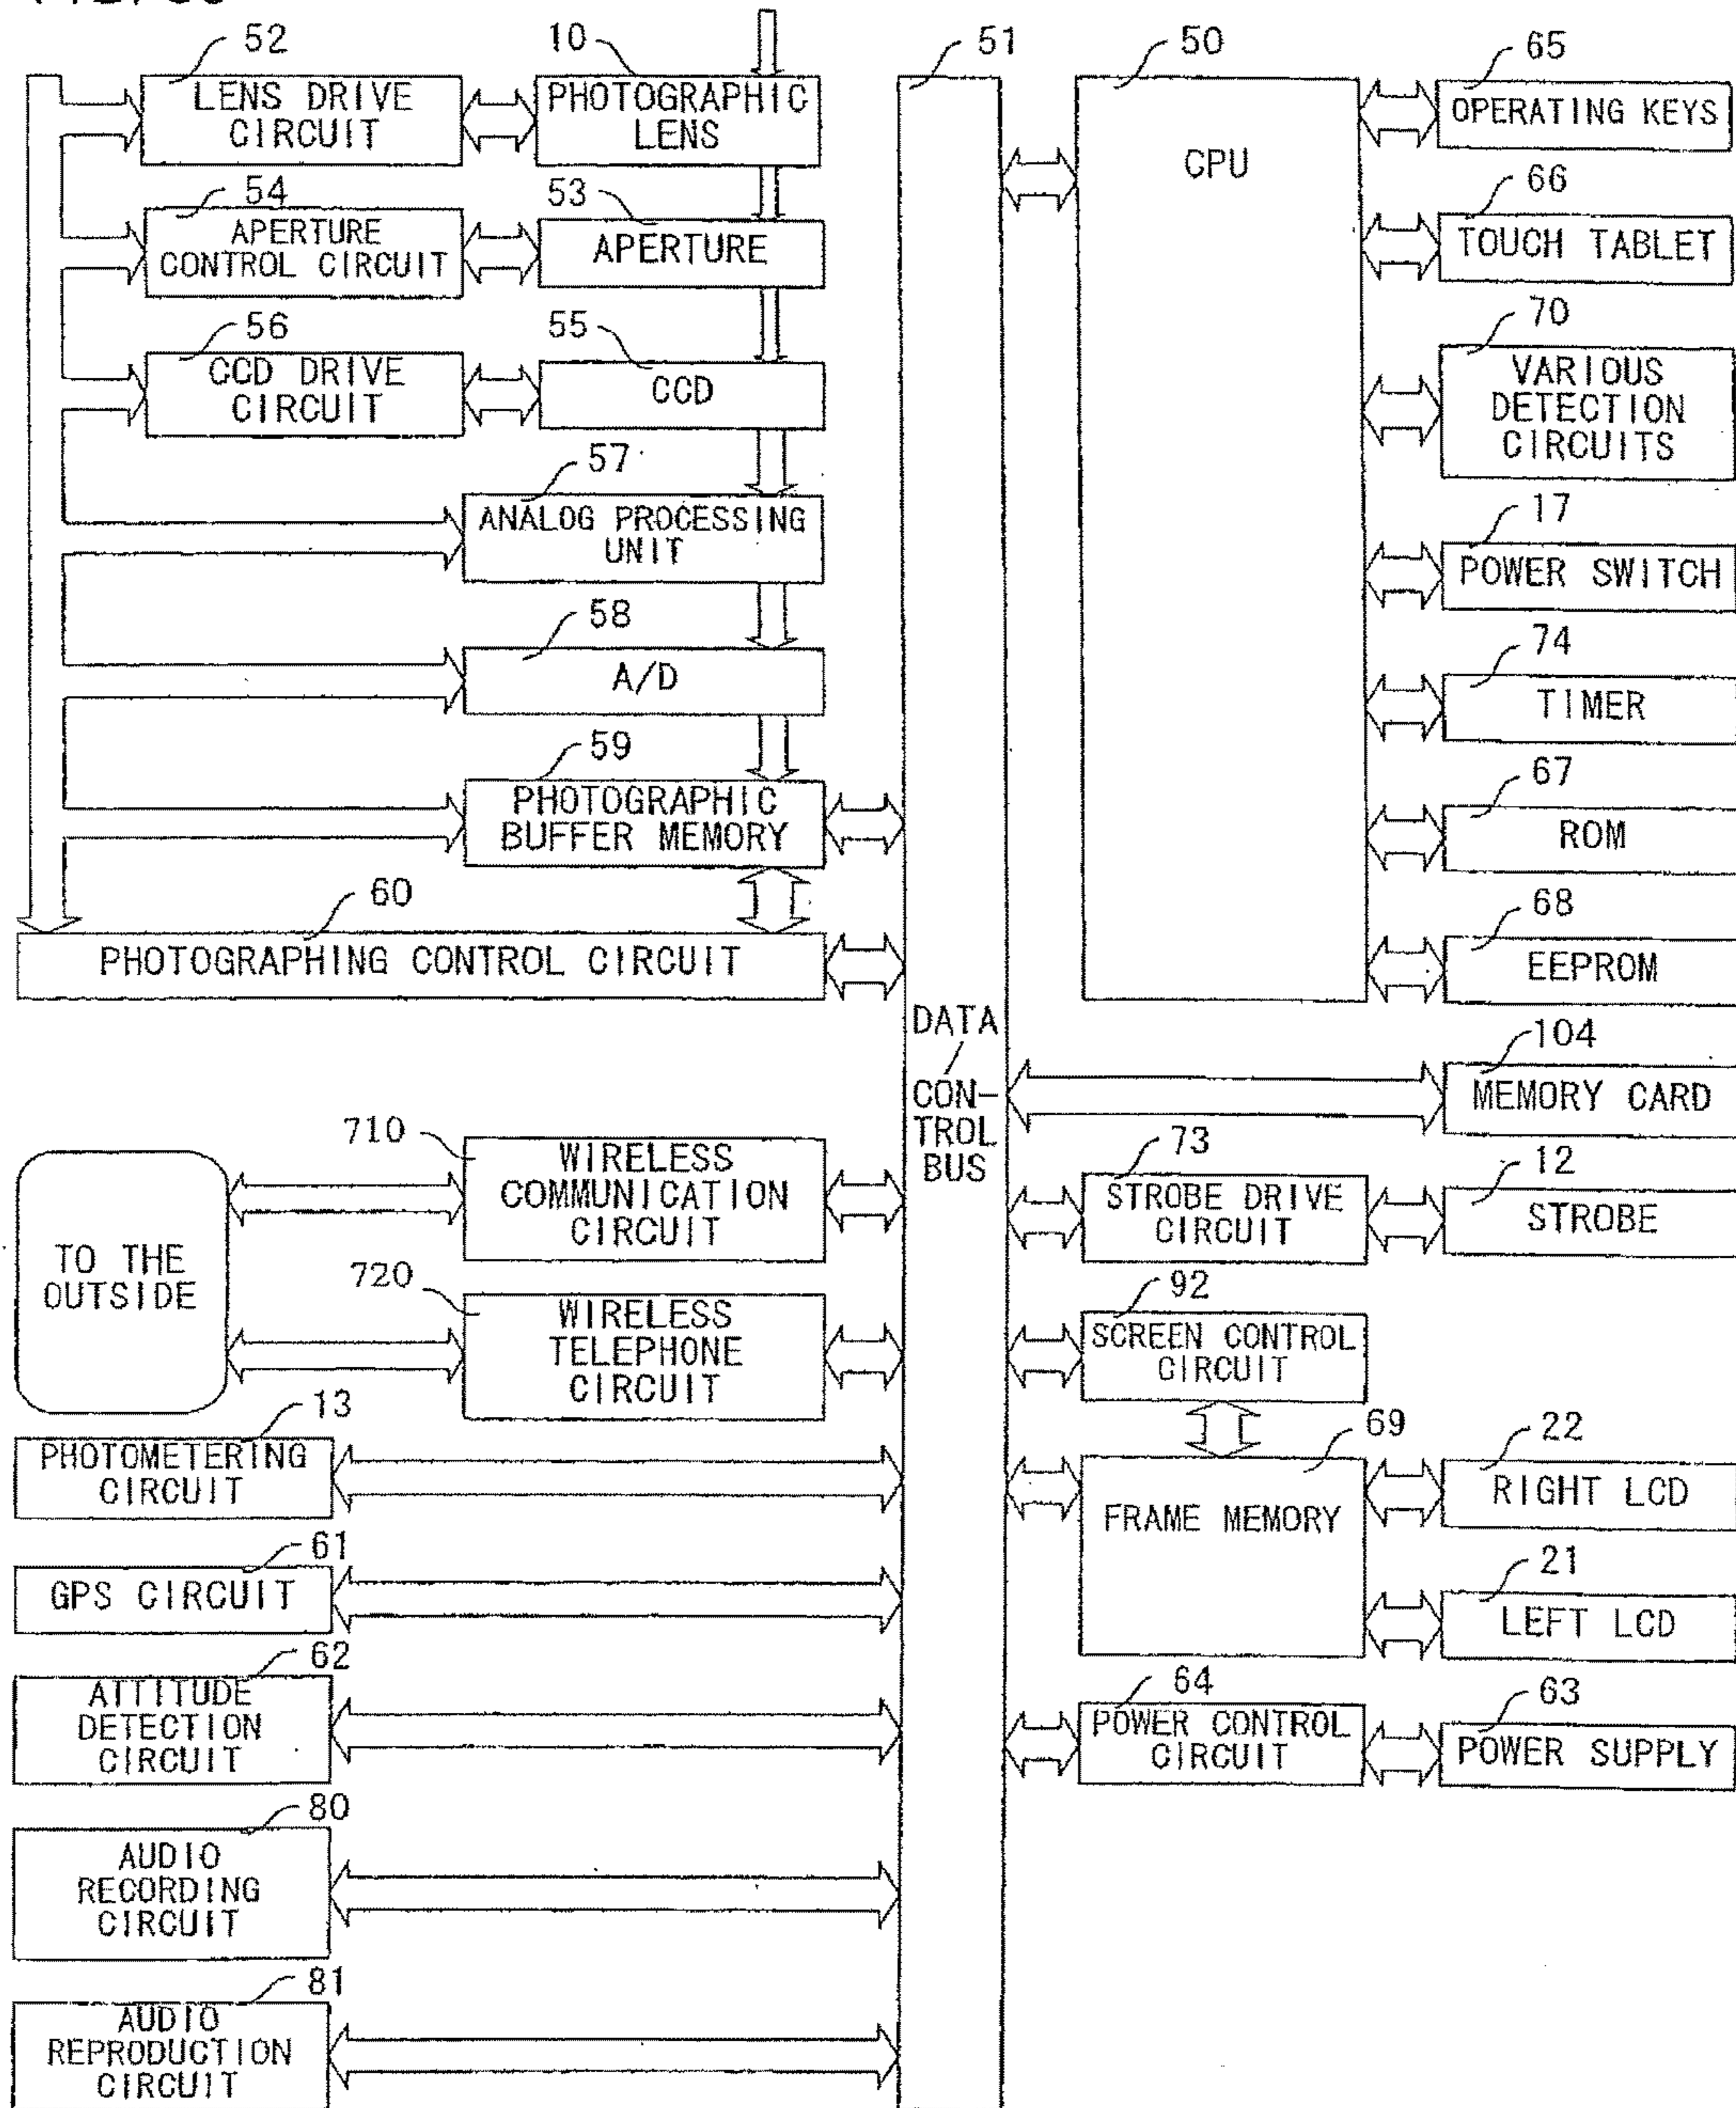 52
LENS DRIVE
CIRCUIT
10
PHOTOGRAPHIC
LENS
54
APERTURE
CONTROL CIRCUIT
53
APERTURE
56
CCD DRIVE
CIRCUIT
55
CCD
57
ANALOG PROCESSING
UNIT
58
A/D
59
PHOTOGRAPHIC
BUFFER MEMORY
60
PHOTOGRAPHING CONTROL CIRCUIT
TO THE
OUTSIDE
710
WIRELESS
COMMUNICATION
CIRCUIT
720
WIRELESS
TELEPHONE
CIRCUIT
13
PHOTOMETERING
CIRCUIT
61
GPS CIRCUIT
62
ATTITUDE
DETECTION
CIRCUIT
80
AUDIO
RECORDING
CIRCUIT
81
AUDIO
REPRODUCTION
CIRCUIT
51
DATA
/
CON-
TROL
BUS
50
CPU
65
OPERATING KEYS
66
TOUCH TABLET
70
VARIOUS
DETECTION
CIRCUITS
17
POWER SWITCH
74
TIMER
67
ROM
68
EEPROM
104
MEMORY CARD
73
STROBE DRIVE
CIRCUIT
12
STROBE
92
SCREEN CONTROL
CIRCUIT
69
FRAME MEMORY
22
RIGHT LCD
21
LEFT LCD
64
POWER CONTROL
CIRCUIT
63
POWER SUPPLY